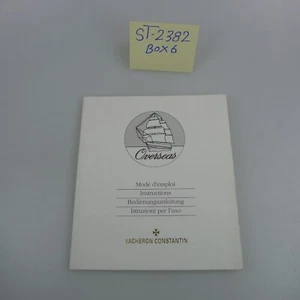 ST-2382
BOX 6
Overseas
Mode d'emploi
Instructions
Bedienungsanleitung
Istruzioni per l'uso
VACHERON CONSTANTIN